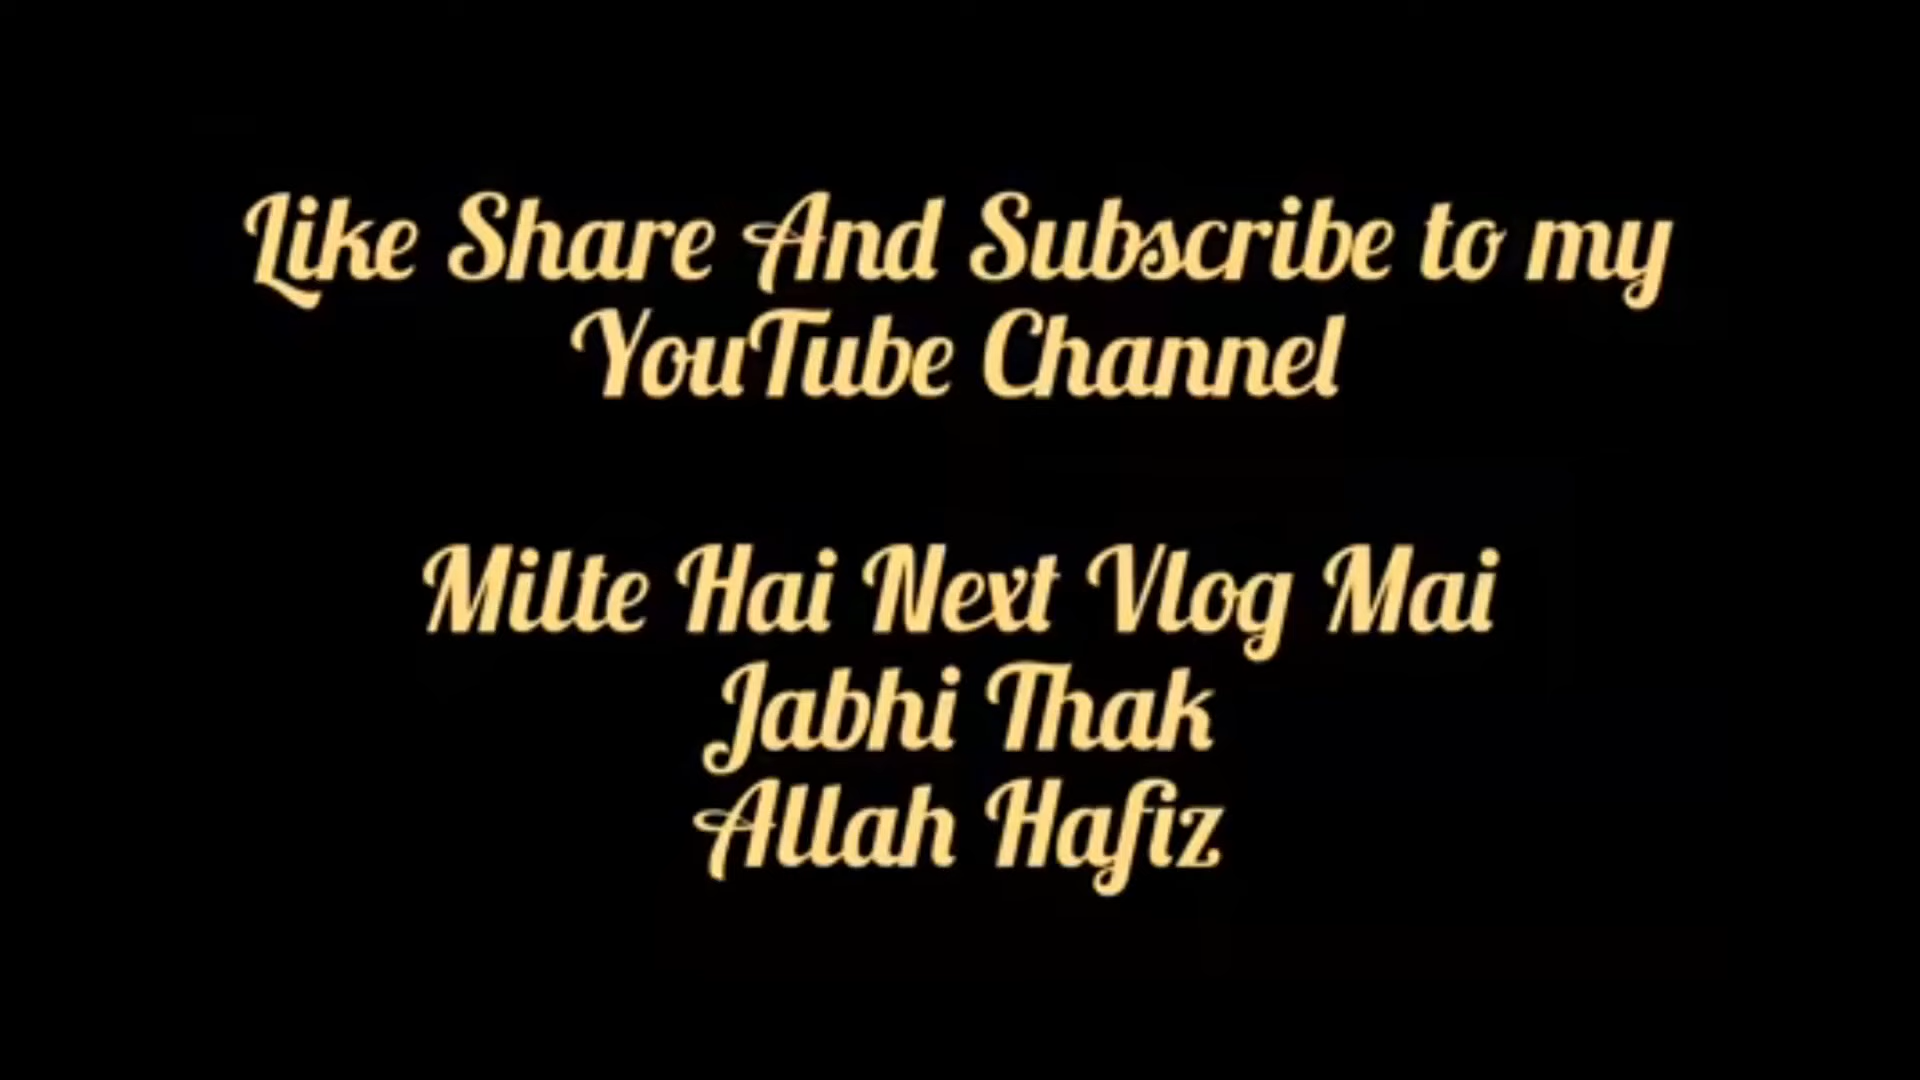 Like Share And Subscribe to my
YouTube Channel
Milte Hai Next Vlog Mai
Jabhi Thak
Allah Hafiz